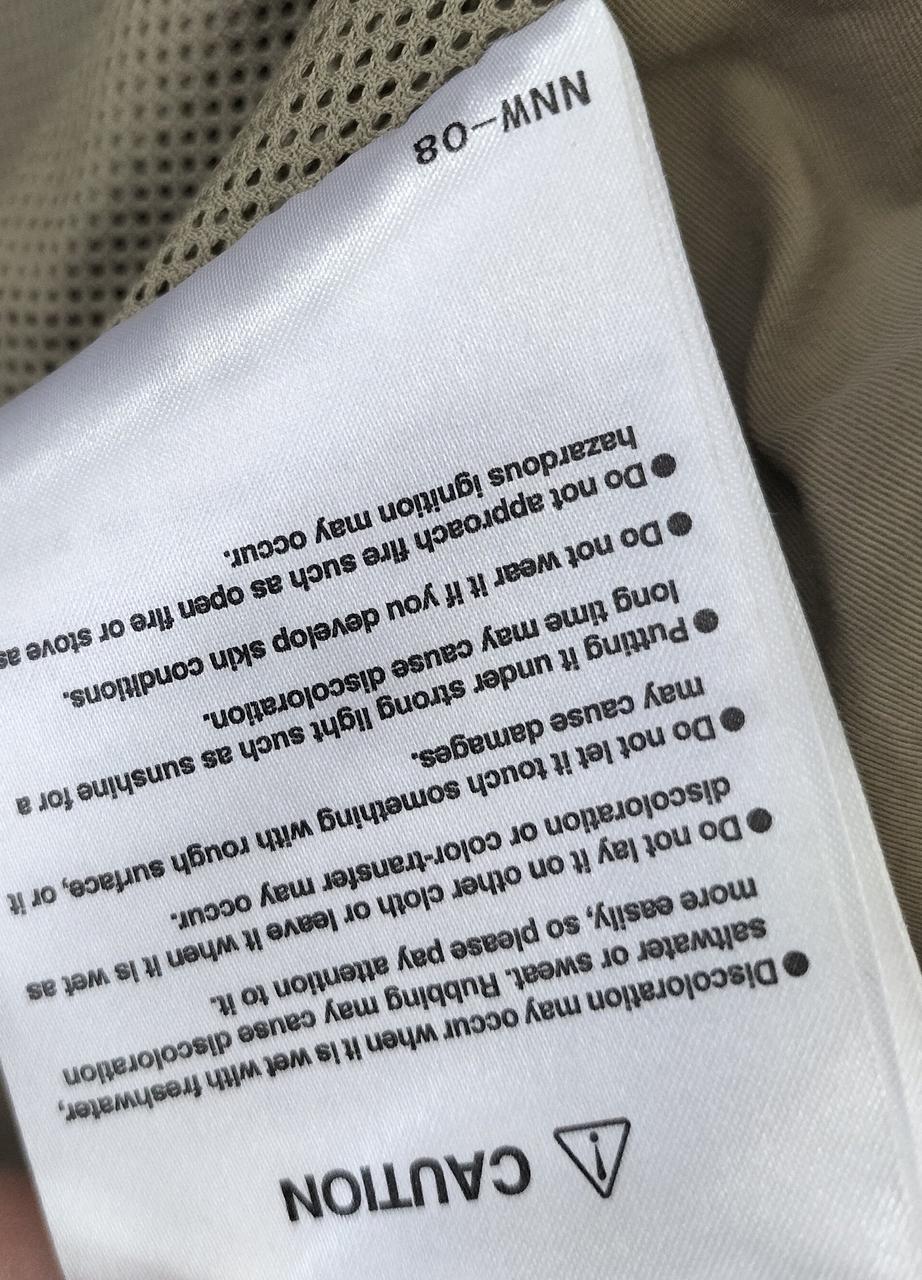 CAUTION
● Discoloration may occur when it is wet with freshwater,
saltwater or sweat. Rubbing may cause discoloration
more easily, so please pay attention to it.
● Do not lay it on other cloth or leave it when it is wet as
discoloration or color-transfer may occur.
● Do not let it touch something with rough surface, or it
may cause damages.
● Putting it under strong light such as sunshine for a
long time may cause discoloration.
● Do not wear it if you develop skin conditions.
● Do not approach fire such as open fire or stove as
hazardous ignition may occur.
NNW-08